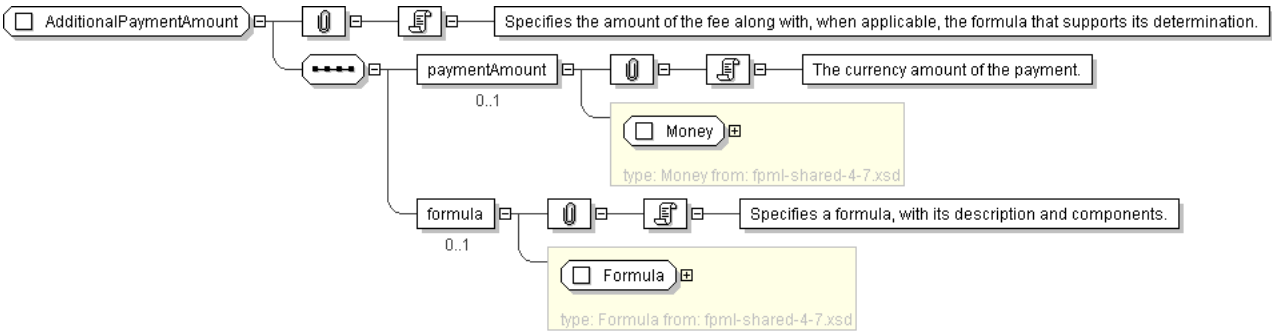 AdditionalPaymentAmount
Specifies the amount of the fee along with, when applicable, the formula that supports its determination.
paymentAmount
The currency amount of the payment.
0..1
Money
type: Money from: fpml-shared-4-7.xsd
formula
Specifies a formula, with its description and components.
0..1
Formula
type: Formula from: fpml-shared-4-7.xsd